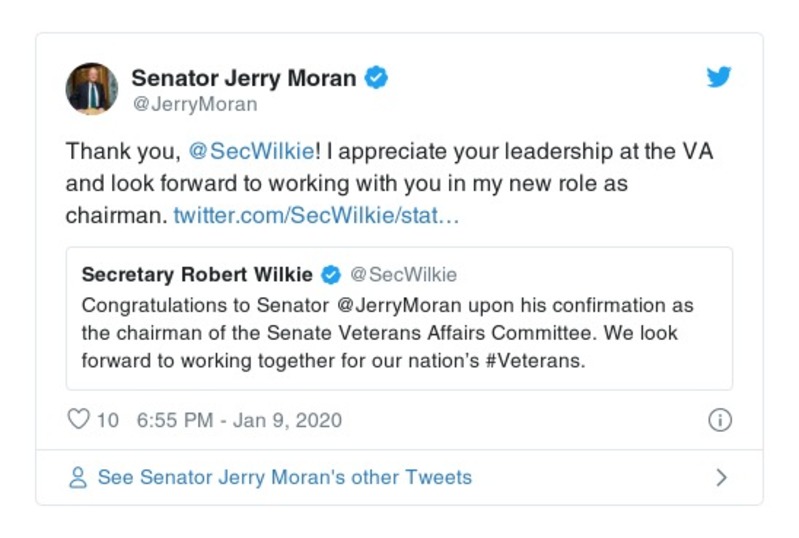 Senator Jerry Moran
@JerryMoran
Thank you, @SecWilkie! I appreciate your leadership at the VA
and look forward to working with you in my new role as
chairman. twitter.com/SecWilkie/stat…
Secretary Robert Wilkie @SecWilkie
Congratulations to Senator @JerryMoran upon his confirmation as
the chairman of the Senate Veterans Affairs Committee. We look
forward to working together for our nation’s #Veterans.
10 6:55 PM - Jan 9, 2020
See Senator Jerry Moran's other Tweets